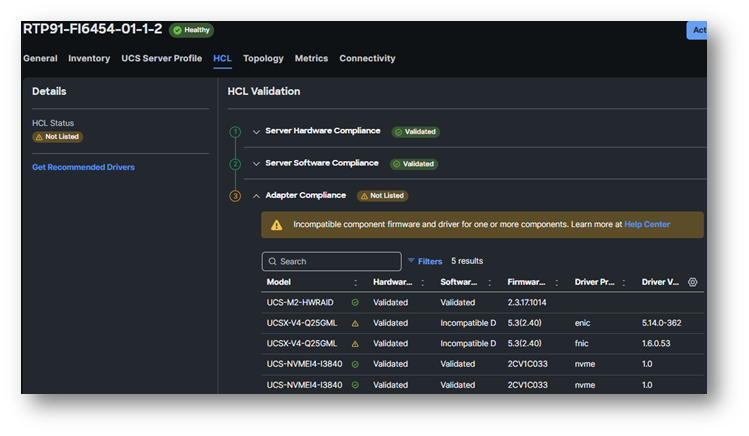 RTP91-FI6454-01-1-2 Healthy Act
General Inventory UCS Server Profile HCL Topology Metrics Connectivity
Details
HCL Status
Not Listed
Get Recommended Drivers
HCL Validation
1 Server Hardware Compliance Validated
2 Server Software Compliance Validated
3 Adapter Compliance Not Listed
Incompatible component firmware and driver for one or more components. Learn more at Help Center
Search Filters 5 results
Model Hardwar... Softwar... Firmwar... Driver Pr... Driver V...
UCS-M2-HWRAID Validated Validated 2.3.17.1014
UCSX-V4-Q25GML Validated Incompatible D 5.3(2.40) enic 5.14.0-362
UCSX-V4-Q25GML Validated Incompatible D 5.3(2.40) fnic 1.6.0.53
UCS-NVMEI4-I3840 Validated Validated 2CV1C033 nvme 1.0
UCS-NVMEI4-I3840 Validated Validated 2CV1C033 nvme 1.0